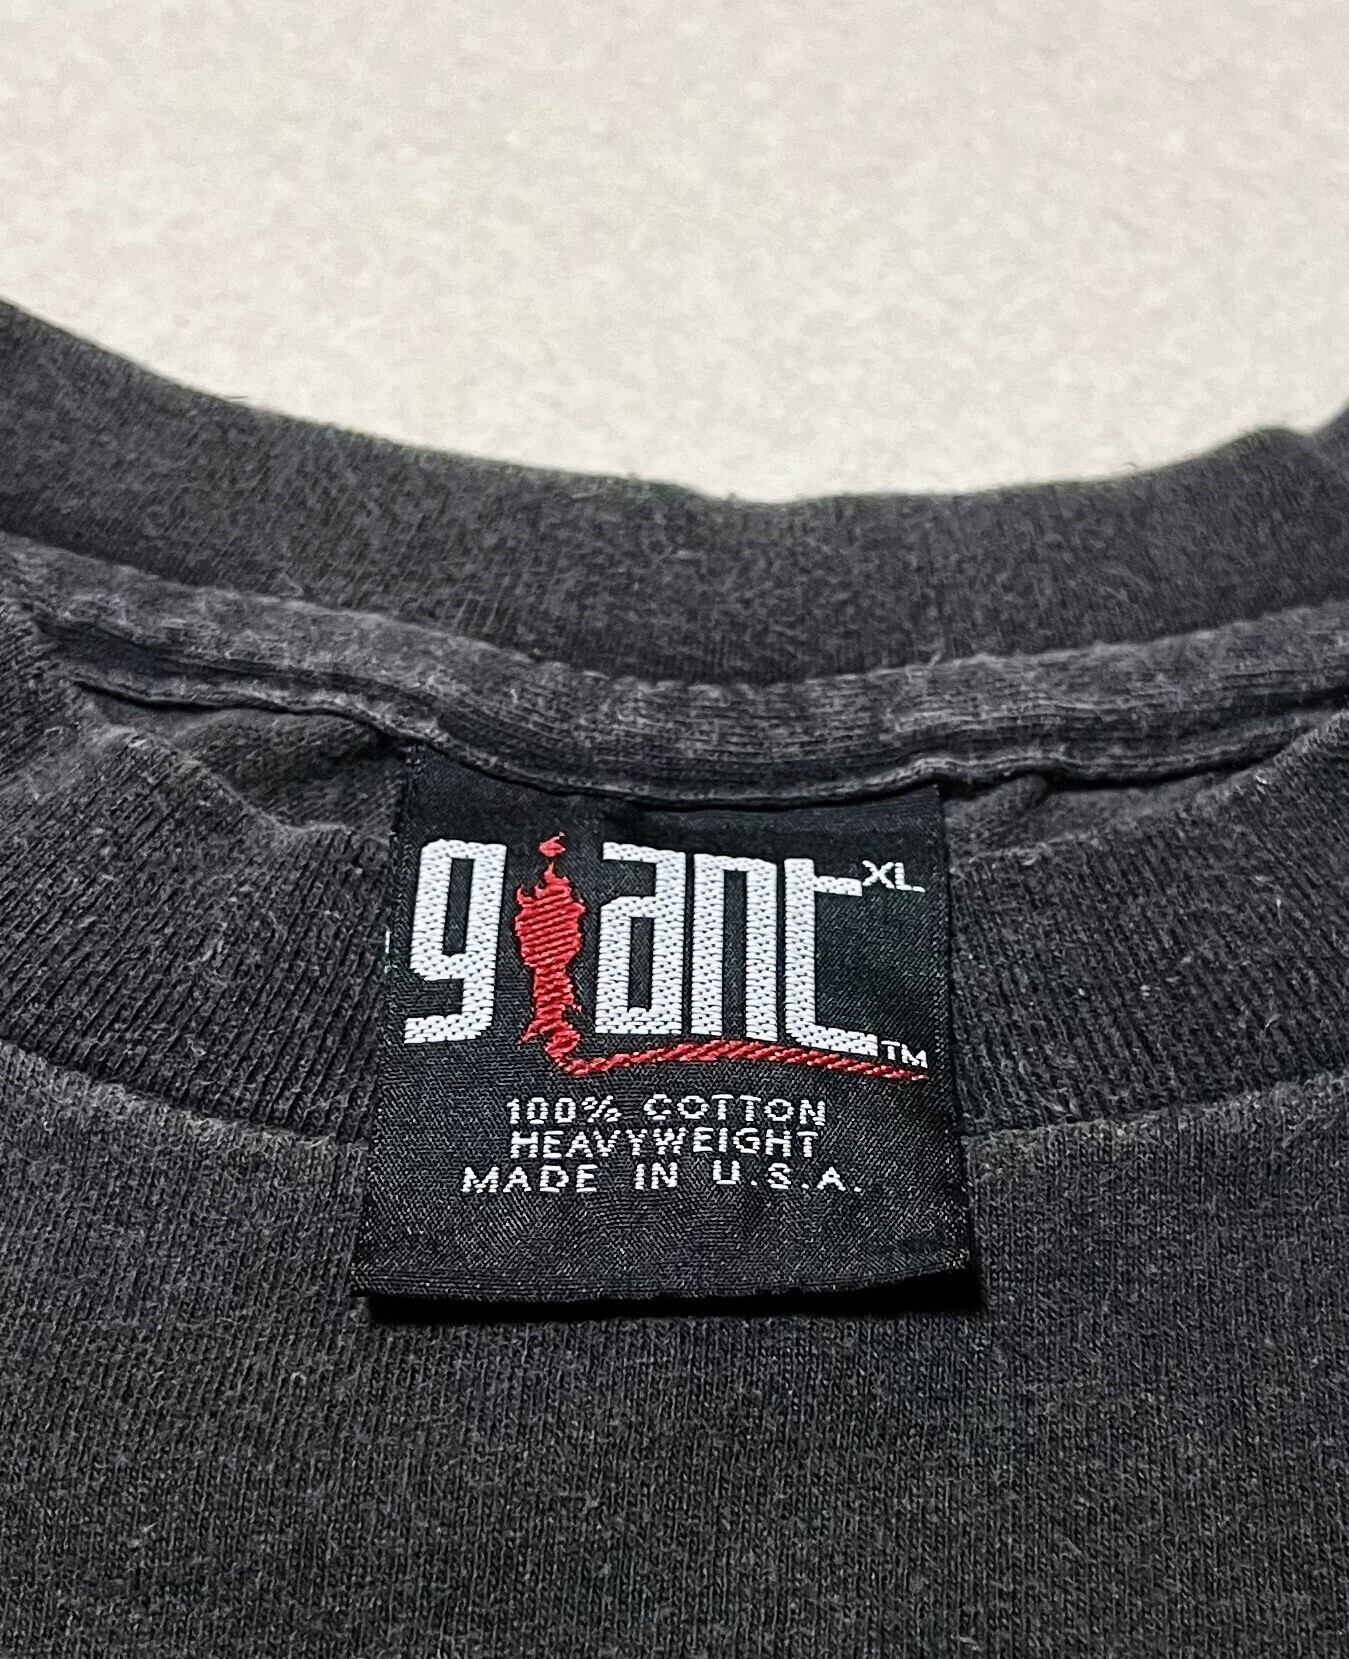 giant XL
TM
100% COTTON
HEAVYWEIGHT
MADE IN U.S.A.